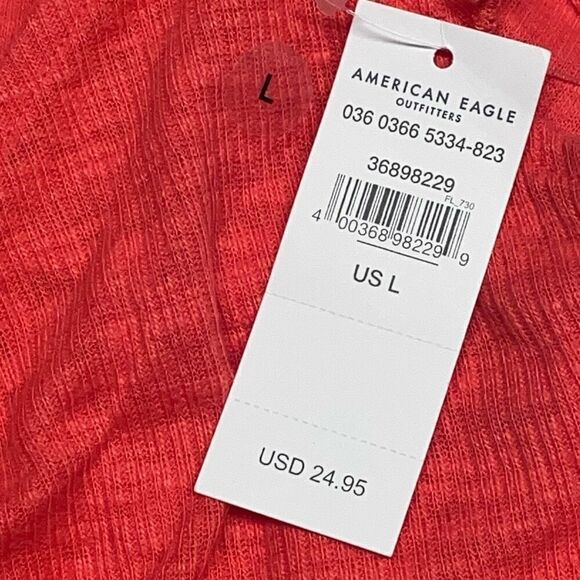 L
AMERICAN EAGLE
OUTFITTERS
036 0366 5334-823
36898229
FL_730
4 00368 98229 9
US L
USD 24.95